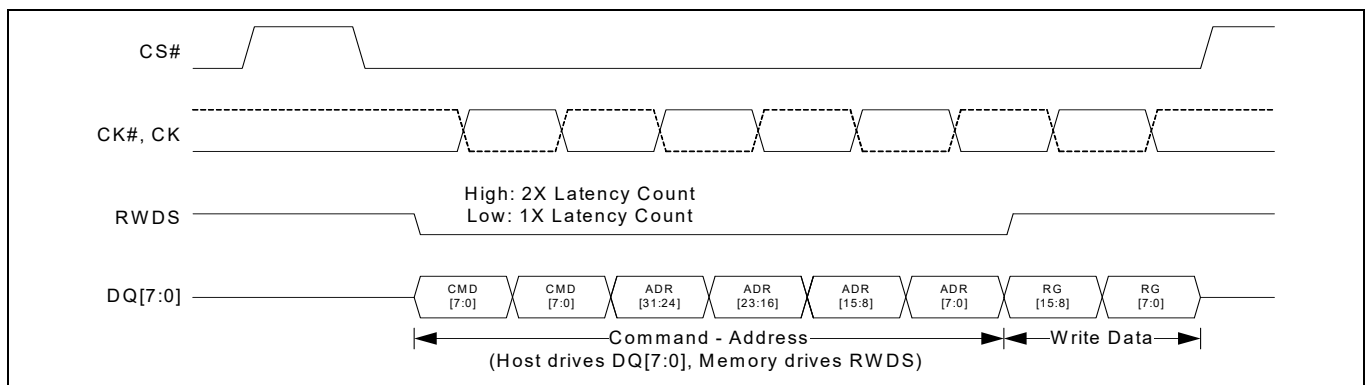 CS#
CK#, CK
High: 2X Latency Count
Low: 1X Latency Count
RWDS
DQ[7:0]
CMD [7:0]
CMD [7:0]
ADR [31:24]
ADR [23:16]
ADR [15:8]
ADR [7:0]
RG [15:8]
RG [7:0]
Command - Address
Write Data
(Host drives DQ[7:0], Memory drives RWDS)